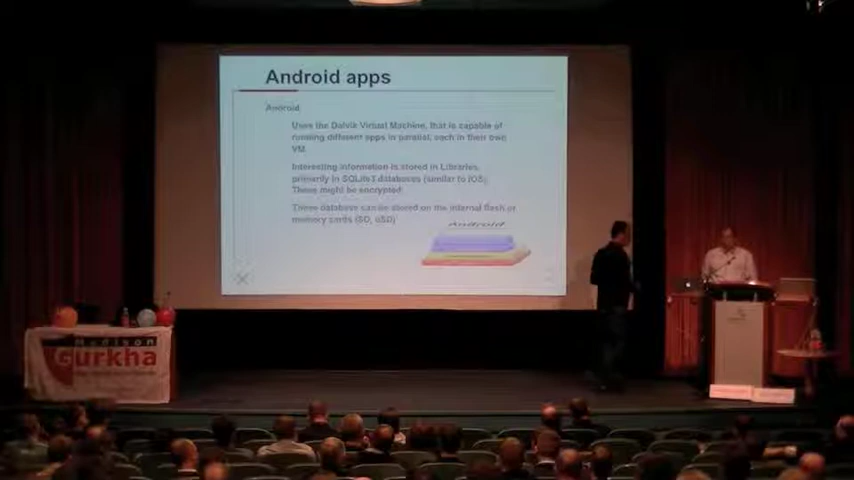 Android apps
Android
Uses the Dalvik Virtual Machine, that is capable of
running different apps in parallel, each in their own
VM
Interesting information is stored in Libraries,
primarily in SQLite databases (similar to iOS)
These might be encrypted
These database can be stored on the internal flash or
memory cards (SD, uSD)
Android
Madison
Gurkha